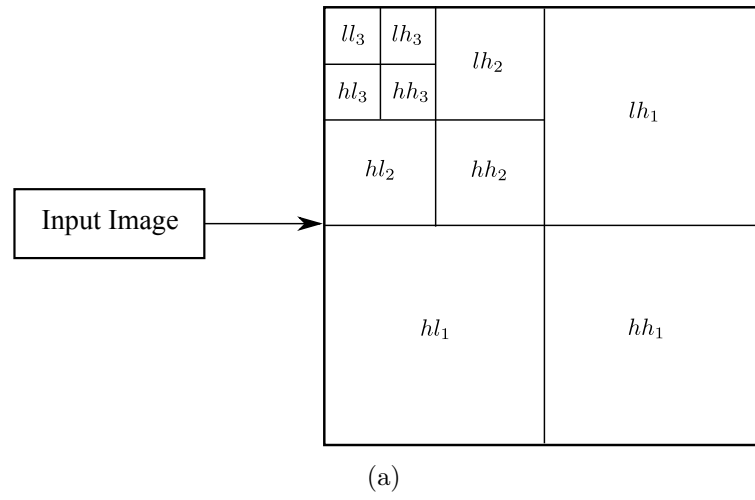 ll₃ lh₃
lh₂
hl₃ hh₃
lh₁
hl₂ hh₂
Input Image
hl₁ hh₁
(a)